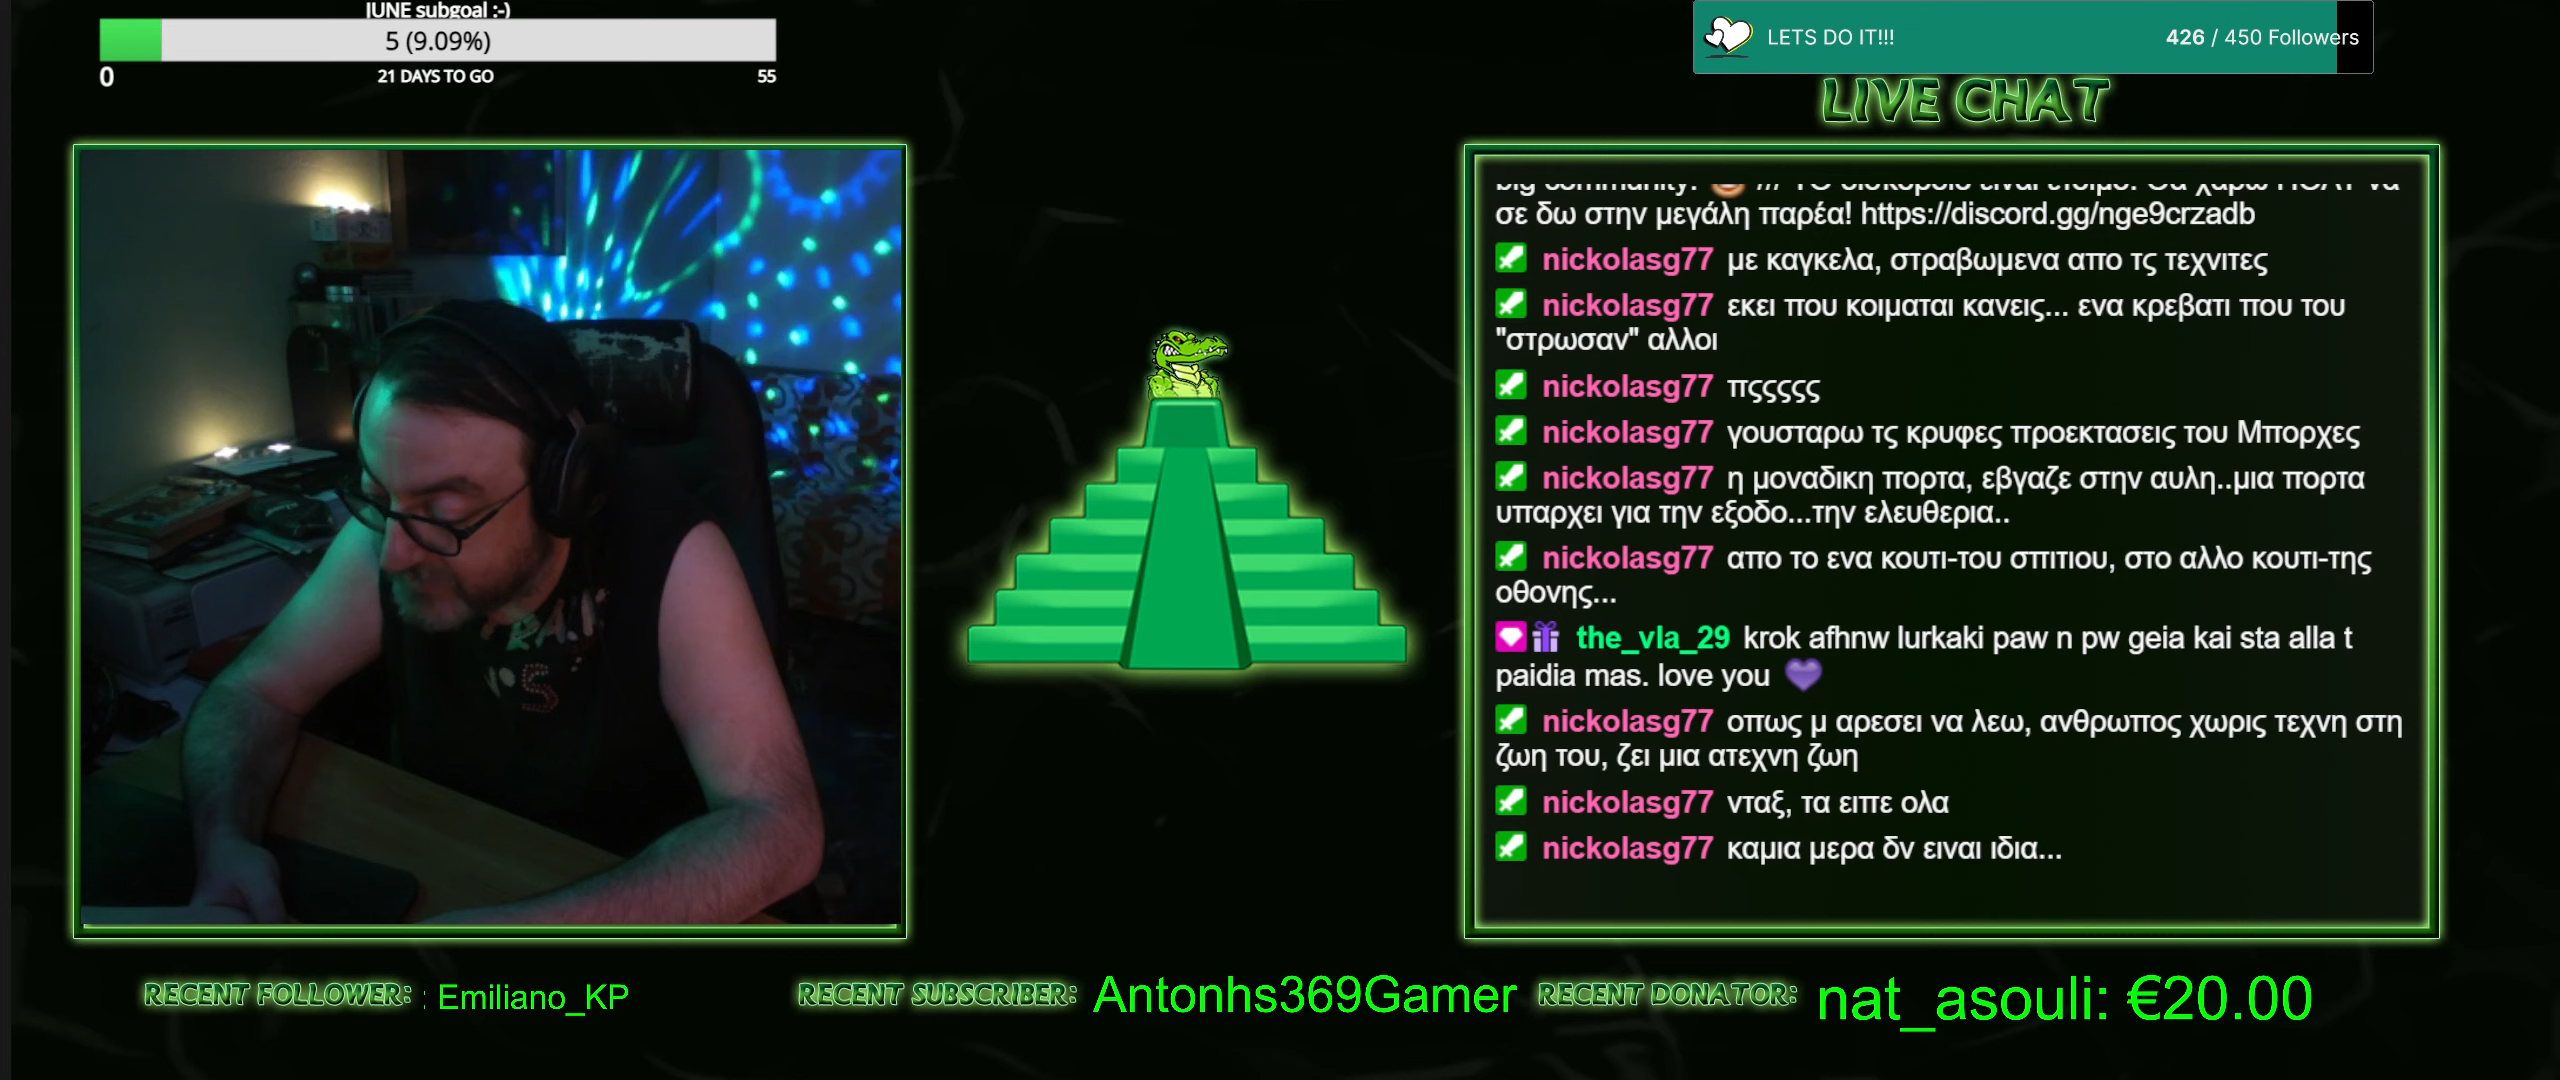 JUNE subgoal :-)
5 (9.09%)
0
21 DAYS TO GO
55
LETS DO IT!!!
426 / 450 Followers
LIVE CHAT
σε δω στην μεγάλη παρέα! https://discord.gg/nge9crzadb
nickolasg77 με καγκελα, στραβωμενα απο τς τεχνιτες
nickolasg77 εκει που κοιμαται κανεις... ενα κρεβατι που του
"στρωσαν" αλλοι
nickolasg77 πςςςςς
nickolasg77 γουσταρω τς κρυφες προεκτασεις του Μπορχες
nickolasg77 η μοναδικη πορτα, εβγαζε στην αυλη..μια πορτα
υπαρχει για την εξοδο...την ελευθερια..
nickolasg77 απο το ενα κουτι-του σπιτιου, στο αλλο κουτι-της
οθονης...
the_vla_29 krok afhnw lurkaki paw n pw geia kai sta alla t
paidia mas. love you
nickolasg77 οπως μ αρεσει να λεω, ανθρωπος χωρις τεχνη στη
ζωη του, ζει μια ατεχνη ζωη
nickolasg77 νταξ, τα ειπε ολα
nickolasg77 καμια μερα δν ειναι ιδια...
RECENT FOLLOWER: : Emiliano_KP
RECENT SUBSCRIBER: Antonhs369Gamer
RECENT DONATOR: nat_asouli: €20.00